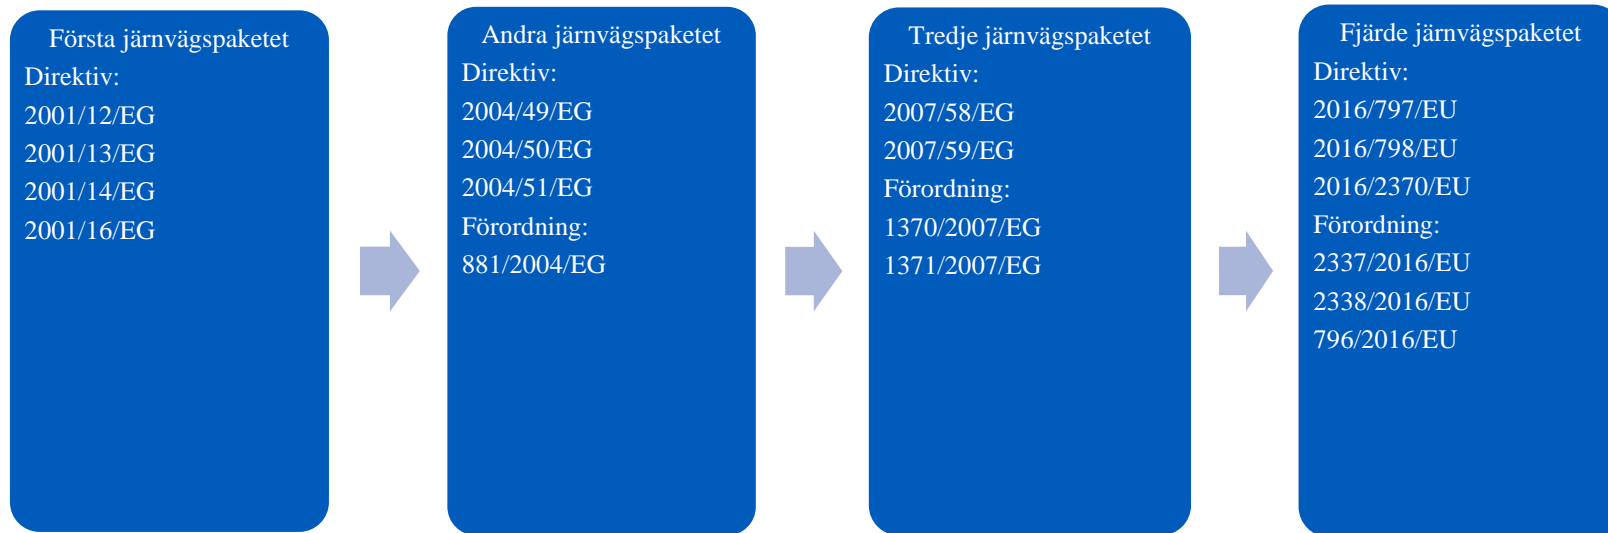 Första järnvägspaketet
Direktiv:
2001/12/EG
2001/13/EG
2001/14/EG
2001/16/EG
Andra järnvägspaketet
Direktiv:
2004/49/EG
2004/50/EG
2004/51/EG
Förordning:
881/2004/EG
Tredje järnvägspaketet
Direktiv:
2007/58/EG
2007/59/EG
Förordning:
1370/2007/EG
1371/2007/EG
Fjärde järnvägspaketet
Direktiv:
2016/797/EU
2016/798/EU
2016/2370/EU
Förordning:
2337/2016/EU
2338/2016/EU
796/2016/EU